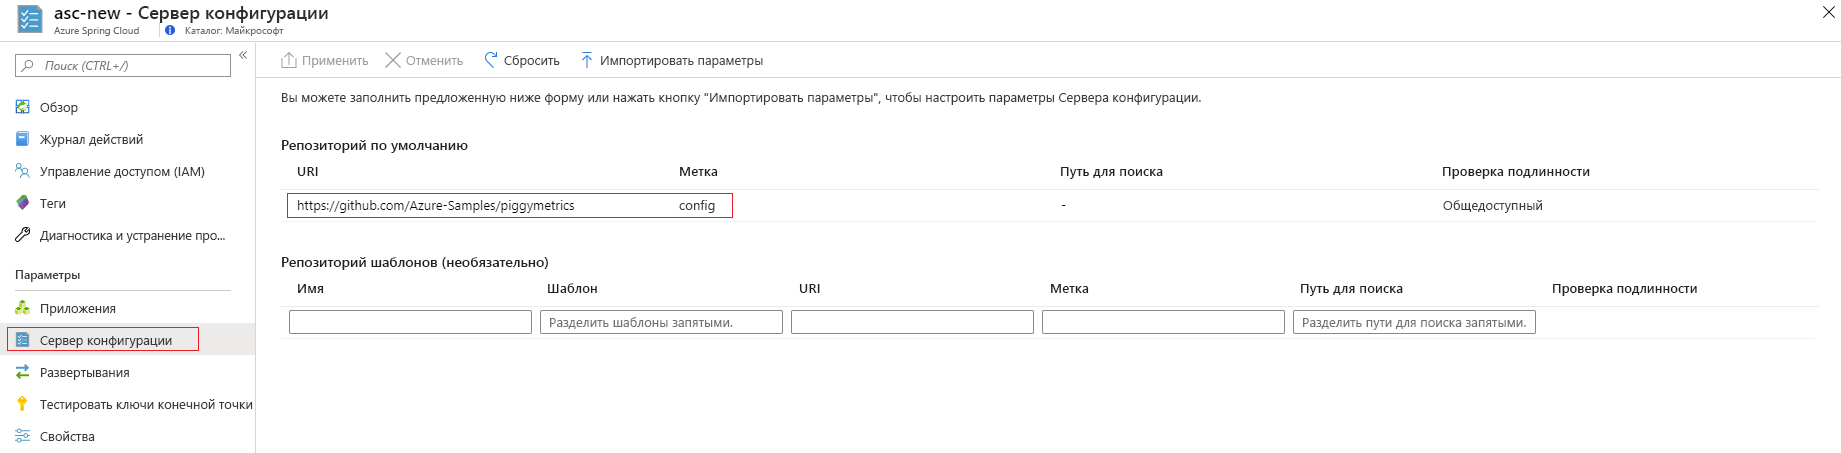 asc-new - Сервер конфигурации
Azure Spring Cloud
Каталог: Майкрософт
Поиск (CTRL+/)
Обзор
Журнал действий
Управление доступом (IAM)
Теги
Диагностика и устранение про...
Параметры
Приложения
Сервер конфигурации
Развертывания
Тестировать ключи конечной точки
Свойства
Применить Отменить Сбросить Импортировать параметры
Вы можете заполнить предложенную ниже форму или нажать кнопку "Импортировать параметры", чтобы настроить параметры Сервера конфигурации.
Репозиторий по умолчанию
URI Метка Путь для поиска Проверка подлинности
https://github.com/Azure-Samples/piggymetrics config - Общедоступный
Репозиторий шаблонов (необязательно)
Имя Шаблон URI Метка Путь для поиска Проверка подлинности
Разделить шаблоны запятыми. Разделить пути для поиска запятыми.